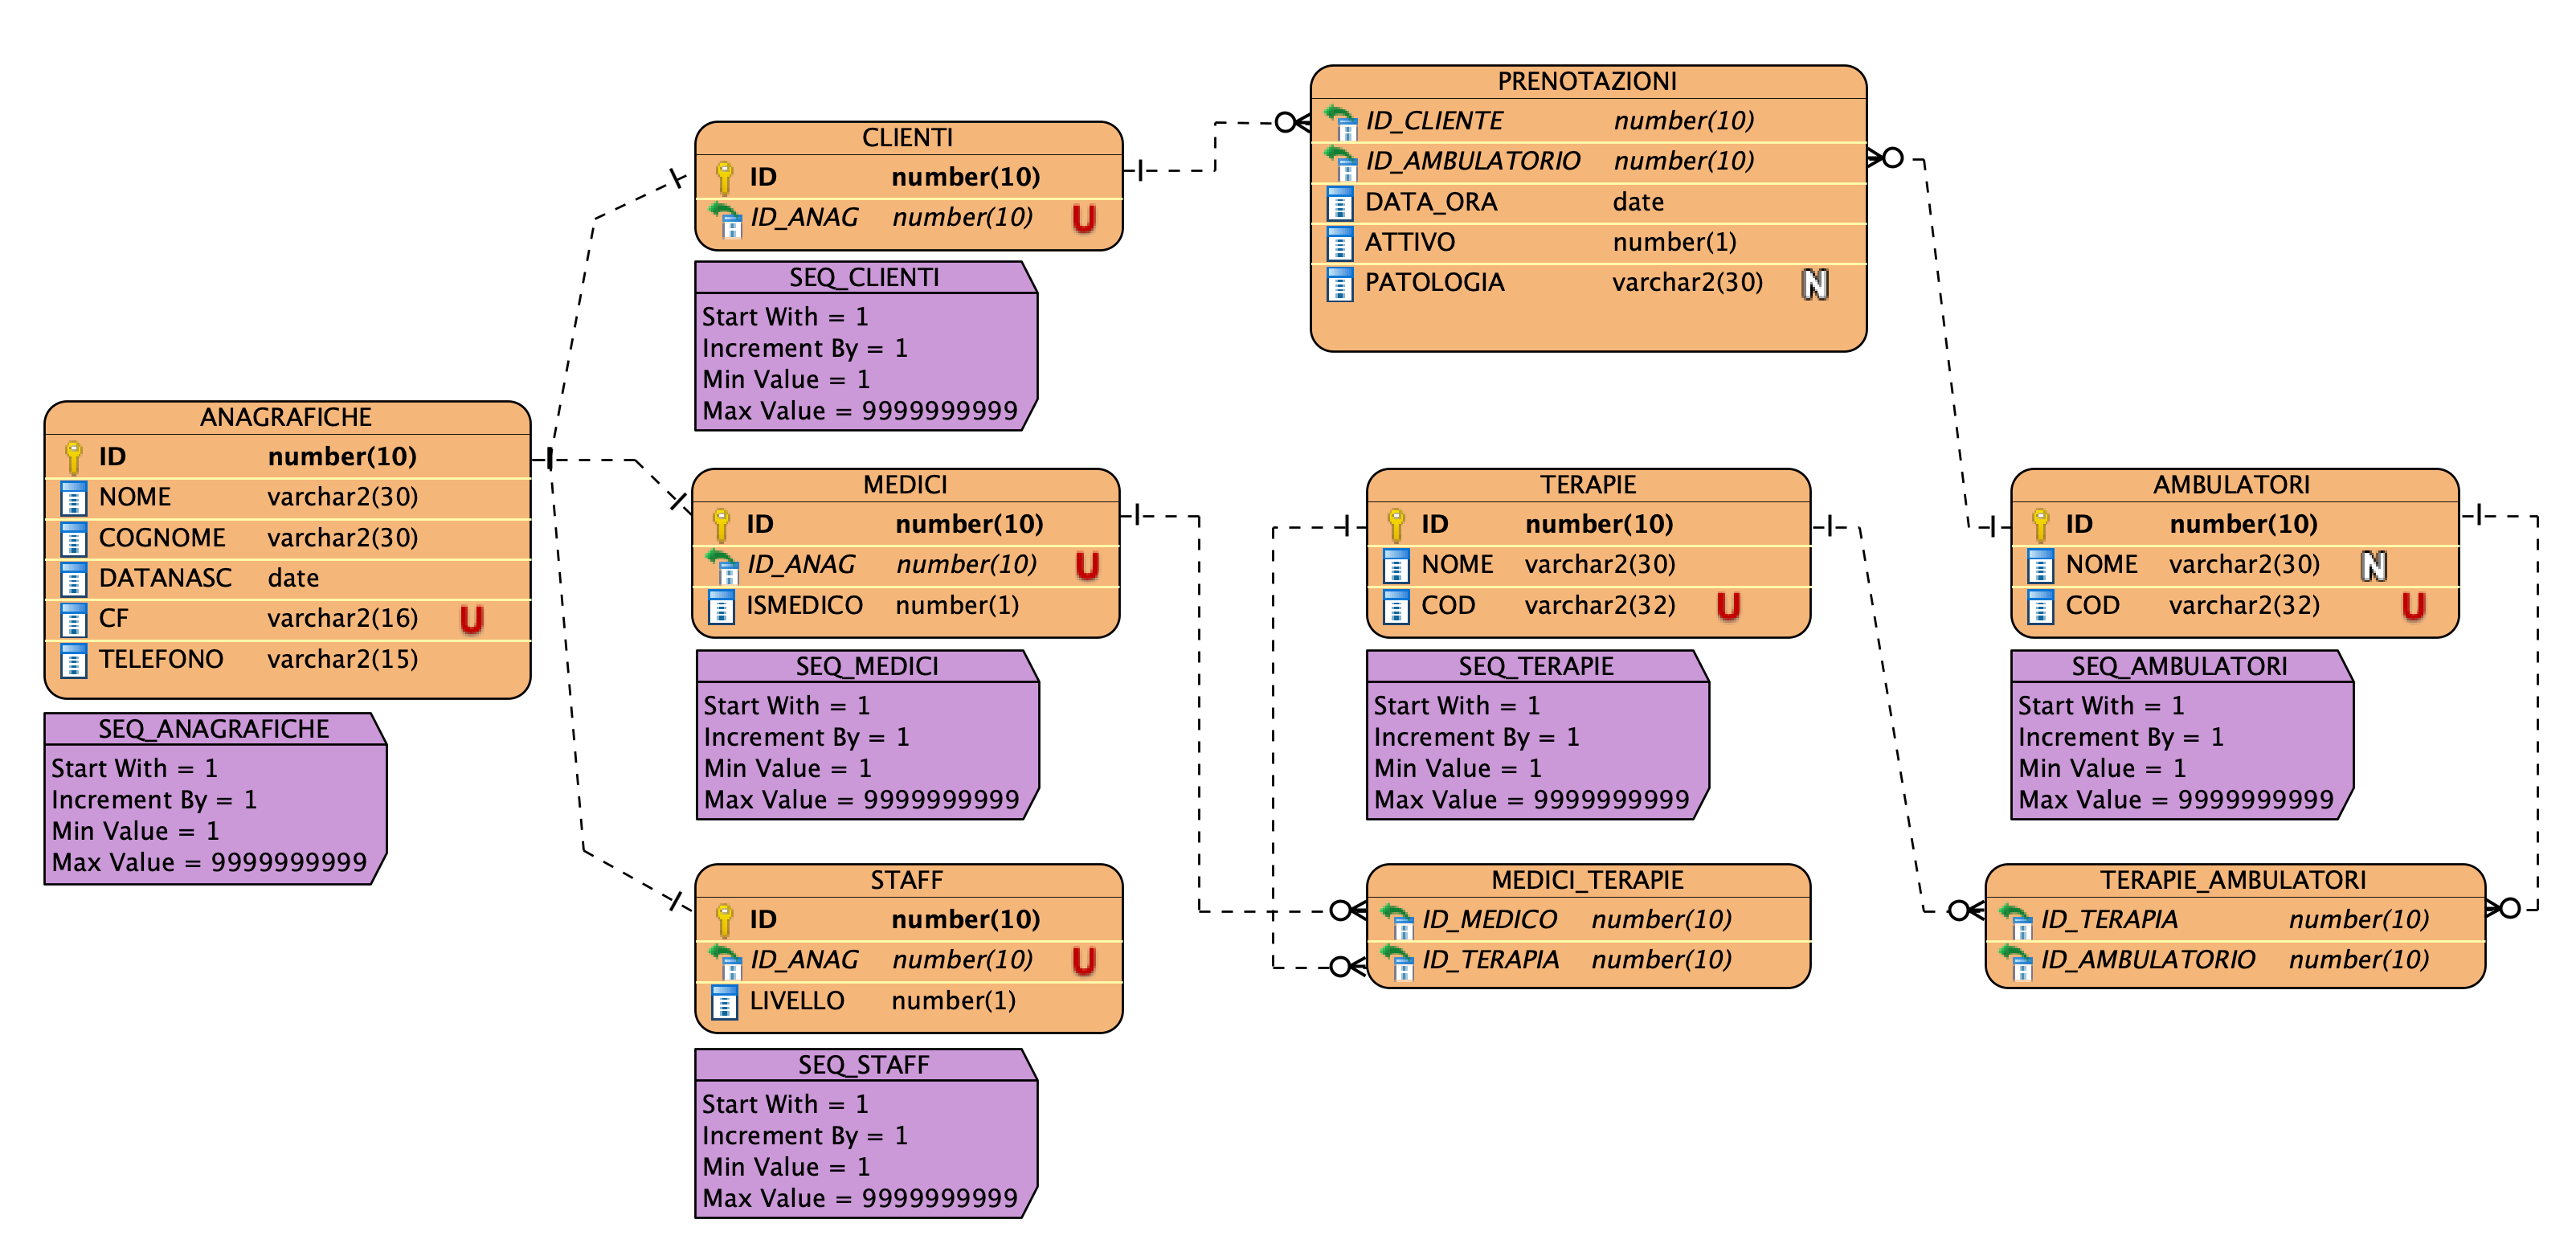 PRENOTAZIONI
ID_CLIENTE number(10)
ID_AMBULATORIO number(10)
DATA_ORA date
ATTIVO number(1)
PATOLOGIA varchar2(30) N
CLIENTI
ID number(10)
ID_ANAG number(10) U
SEQ_CLIENTI
Start With = 1
Increment By = 1
Min Value = 1
Max Value = 9999999999
ANAGRAFICHE
ID number(10)
NOME varchar2(30)
COGNOME varchar2(30)
DATANASC date
CF varchar2(16) U
TELEFONO varchar2(15)
SEQ_ANAGRAFICHE
Start With = 1
Increment By = 1
Min Value = 1
Max Value = 9999999999
MEDICI
ID number(10)
ID_ANAG number(10) U
ISMEDICO number(1)
SEQ_MEDICI
Start With = 1
Increment By = 1
Min Value = 1
Max Value = 9999999999
TERAPIE
ID number(10)
NOME varchar2(30)
COD varchar2(32) U
SEQ_TERAPIE
Start With = 1
Increment By = 1
Min Value = 1
Max Value = 9999999999
AMBULATORI
ID number(10)
NOME varchar2(30) N
COD varchar2(32) U
SEQ_AMBULATORI
Start With = 1
Increment By = 1
Min Value = 1
Max Value = 9999999999
STAFF
ID number(10)
ID_ANAG number(10) U
LIVELLO number(1)
SEQ_STAFF
Start With = 1
Increment By = 1
Min Value = 1
Max Value = 9999999999
MEDICI_TERAPIE
ID_MEDICO number(10)
ID_TERAPIA number(10)
TERAPIE_AMBULATORI
ID_TERAPIA number(10)
ID_AMBULATORIO number(10)